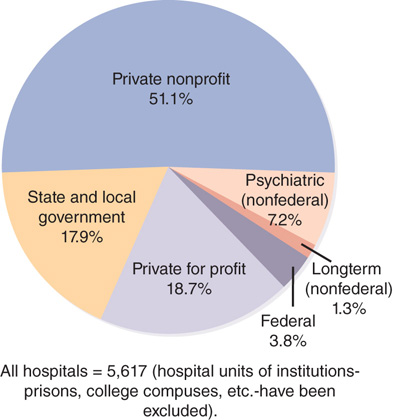 Private nonprofit
51.1%
Psychiatric
(nonfederal)
7.2%
State and local
government
17.9%
Private for profit
18.7%
Longterm
(nonfederal)
1.3%
Federal
3.8%
All hospitals = 5,617 (hospital units of institutions-
prisons, college compuses, etc.-have been
excluded).